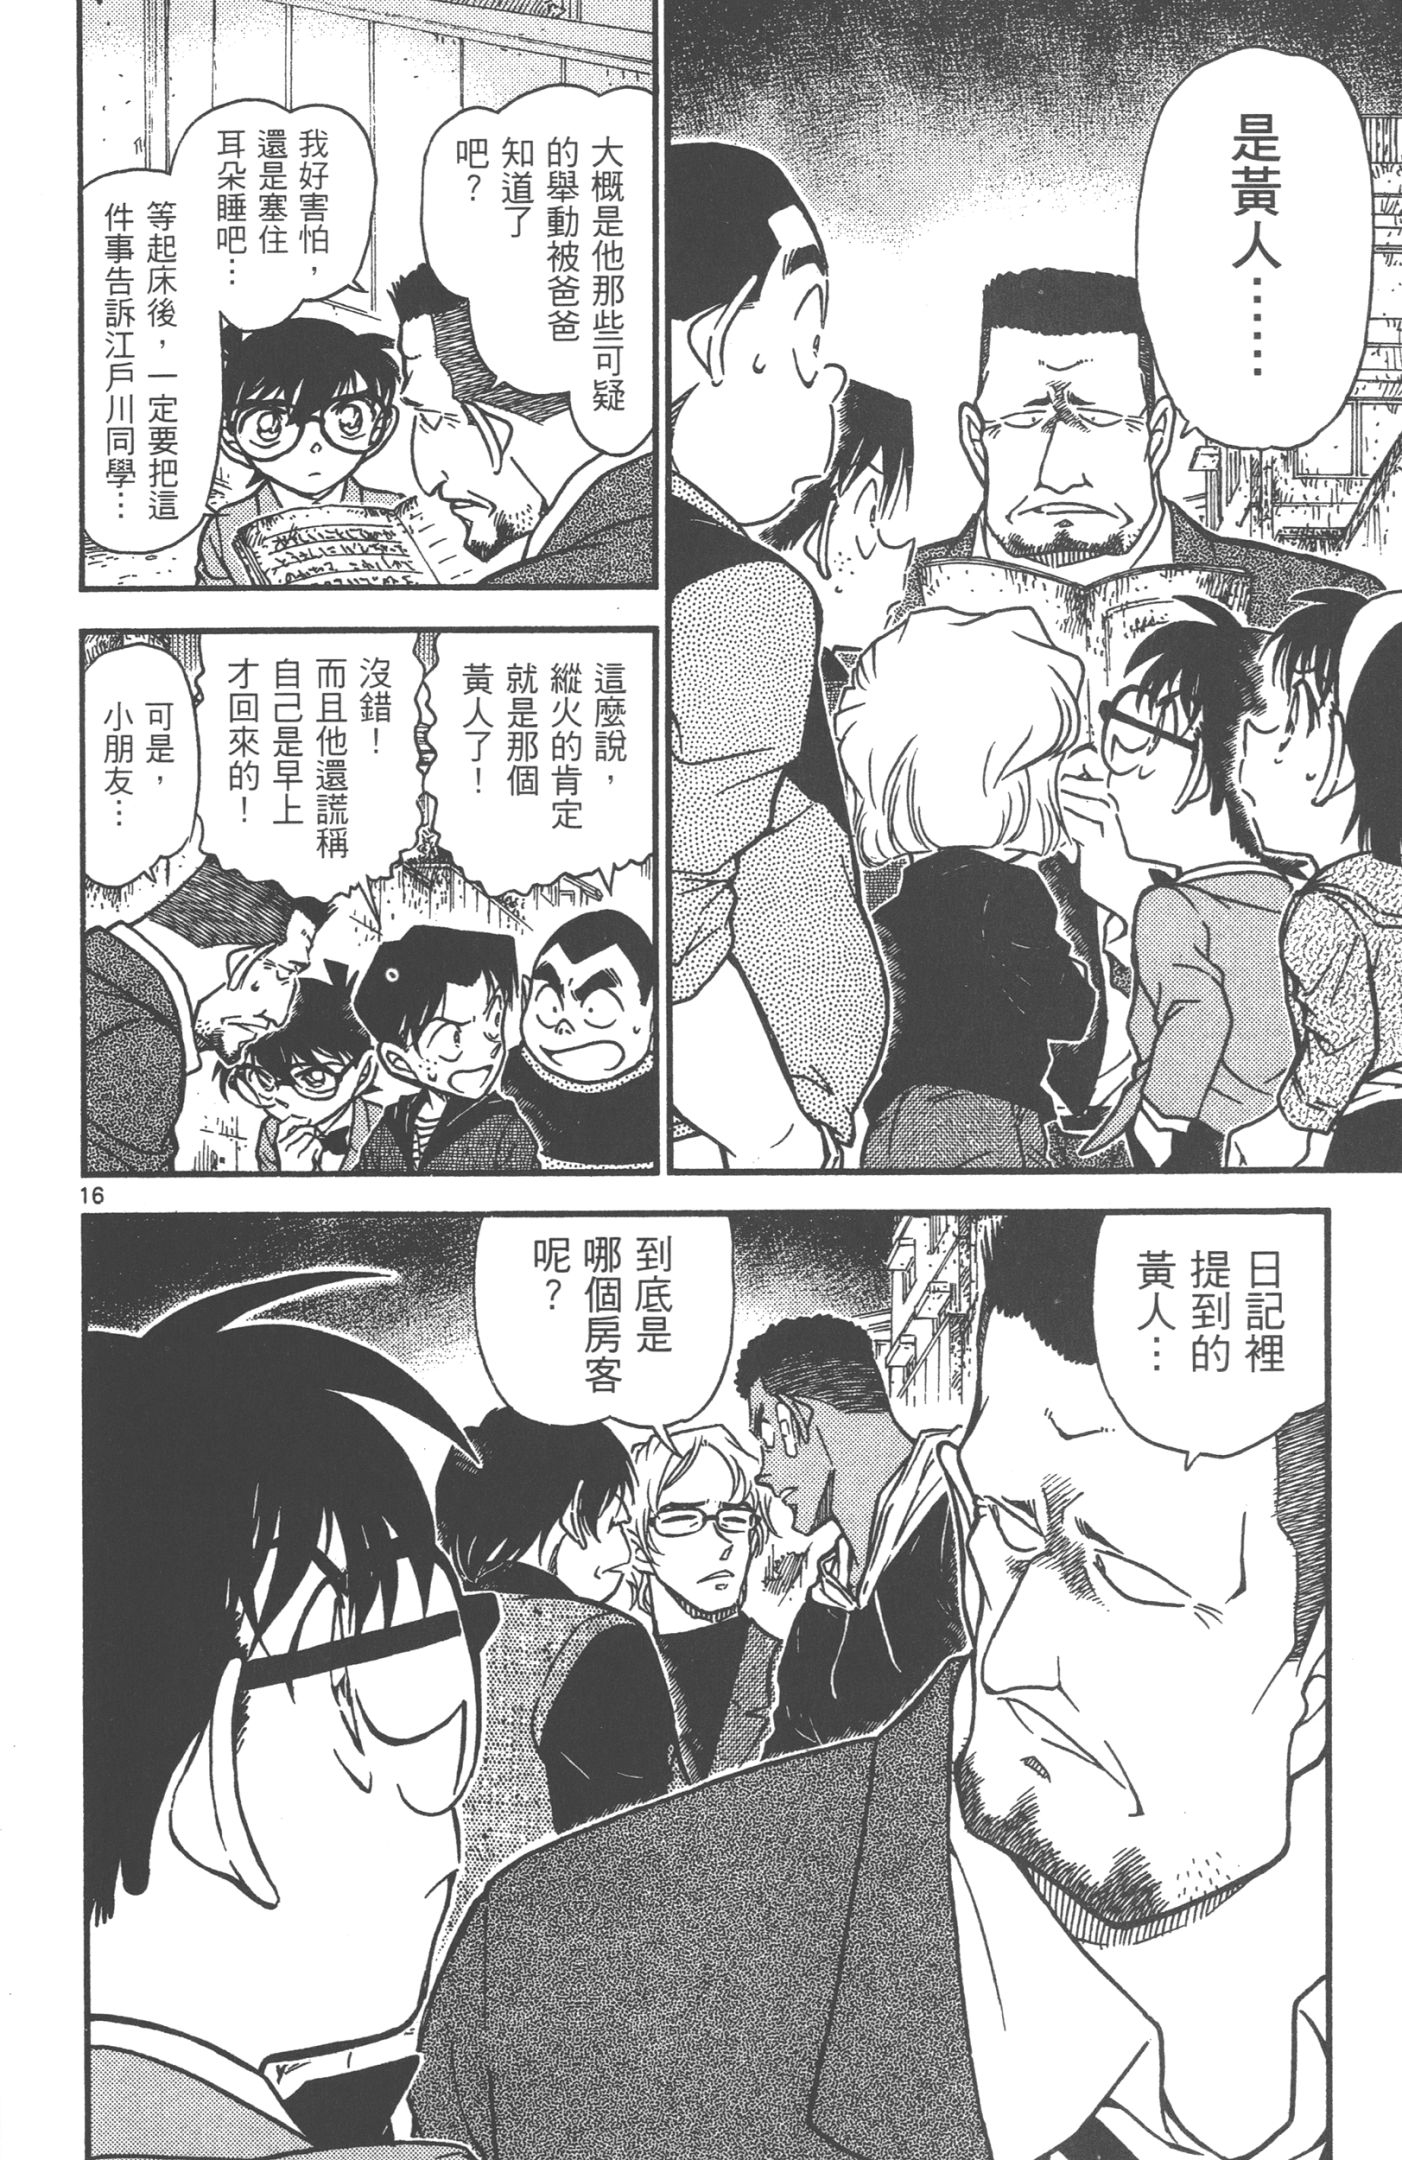 是黃人……
大概是他那些可疑
的舉動被爸爸
知道了
吧？
我好害怕，
還是塞住
耳朵睡吧…
等起床後，一定要把這
件事告訴江戶川同學…
這麼說，
縱火的肯定
就是那個
黃人了！
沒錯！
而且他還謊稱
自己是早上
才回來的！
可是，
小朋友…
16
日記裡
提到的
黃人…
到底是
哪個房客
呢？